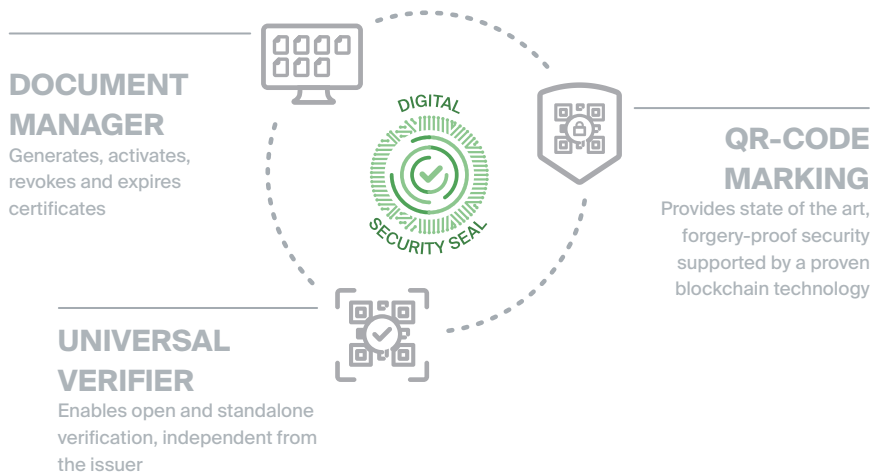 DOCUMENT
MANAGER
Generates, activates,
revokes and expires
certificates
DIGITAL
SECURITY SEAL
QR-CODE
MARKING
Provides state of the art,
forgery-proof security
supported by a proven
blockchain technology
UNIVERSAL
VERIFIER
Enables open and standalone
verification, independent from
the issuer